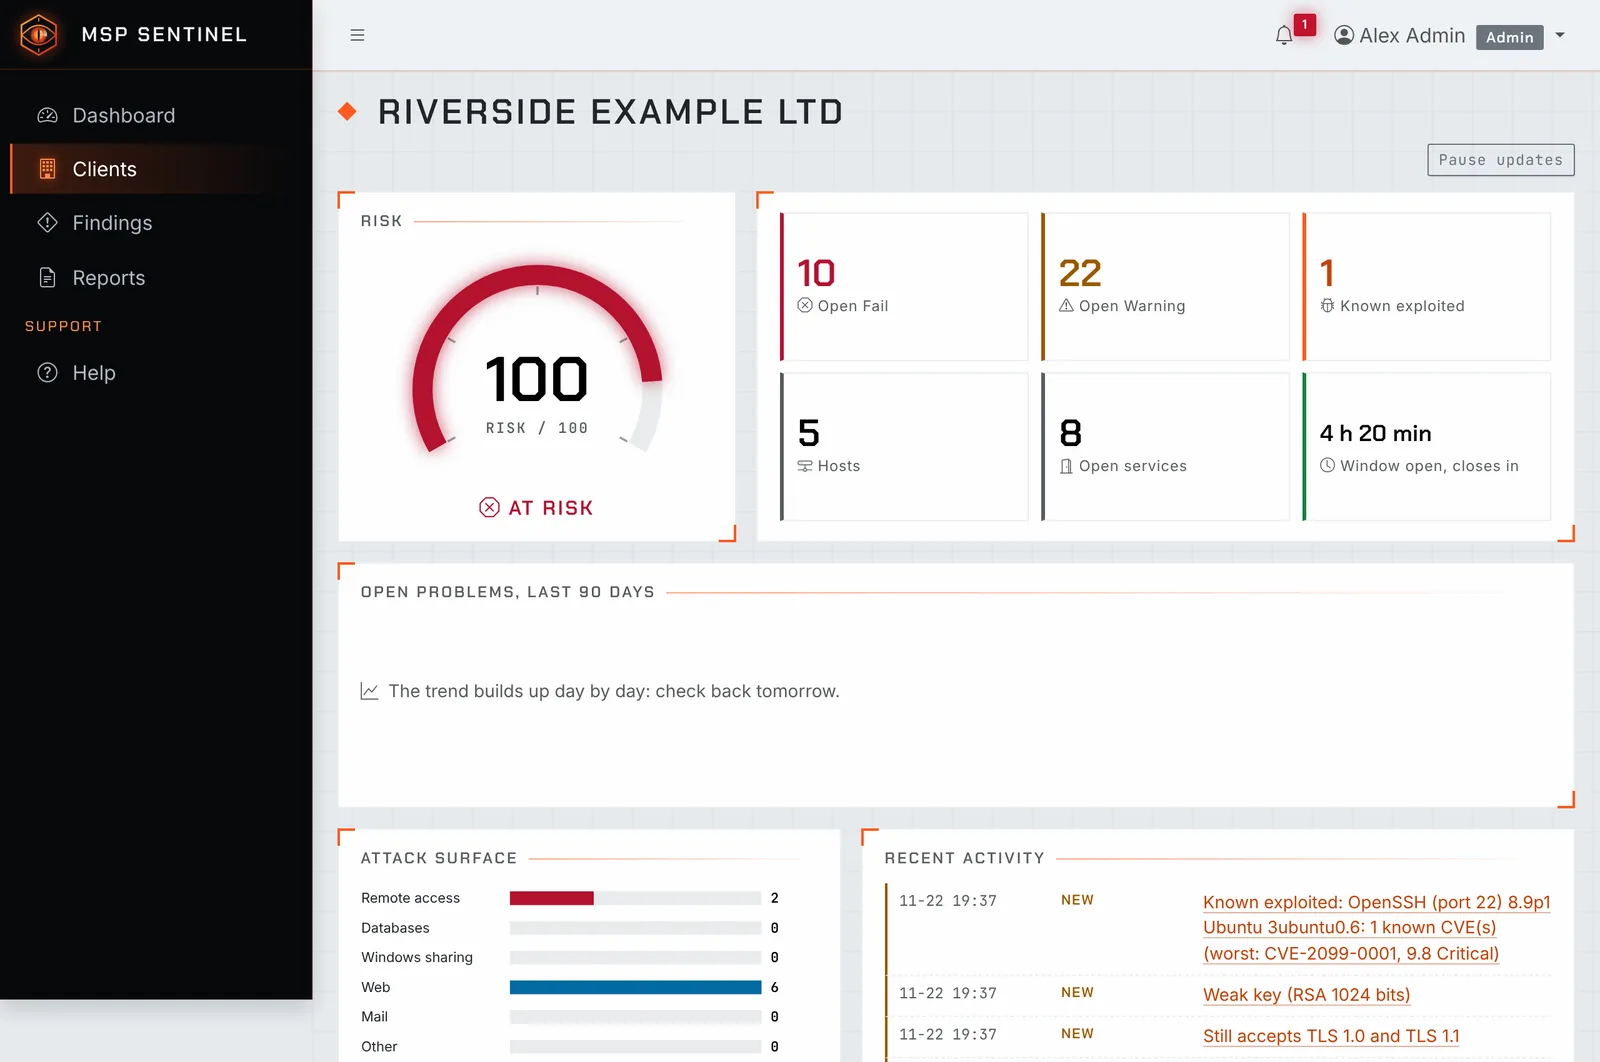 MSP SENTINEL
1
Alex Admin Admin
Dashboard
Clients
Findings
Reports
SUPPORT
Help
RIVERSIDE EXAMPLE LTD
Pause updates
RISK
100
RISK / 100
AT RISK
10
Open Fail
22
Open Warning
1
Known exploited
5
Hosts
8
Open services
4 h 20 min
Window open, closes in
OPEN PROBLEMS, LAST 90 DAYS
The trend builds up day by day: check back tomorrow.
ATTACK SURFACE
Remote access 2
Databases 0
Windows sharing 0
Web 6
Mail 0
Other 0
RECENT ACTIVITY
11-22 19:37 NEW Known exploited: OpenSSH (port 22) 8.9p1
Ubuntu 3ubuntu0.6: 1 known CVE(s)
(worst: CVE-2099-0001, 9.8 Critical)
11-22 19:37 NEW Weak key (RSA 1024 bits)
11-22 19:37 NEW Still accepts TLS 1.0 and TLS 1.1